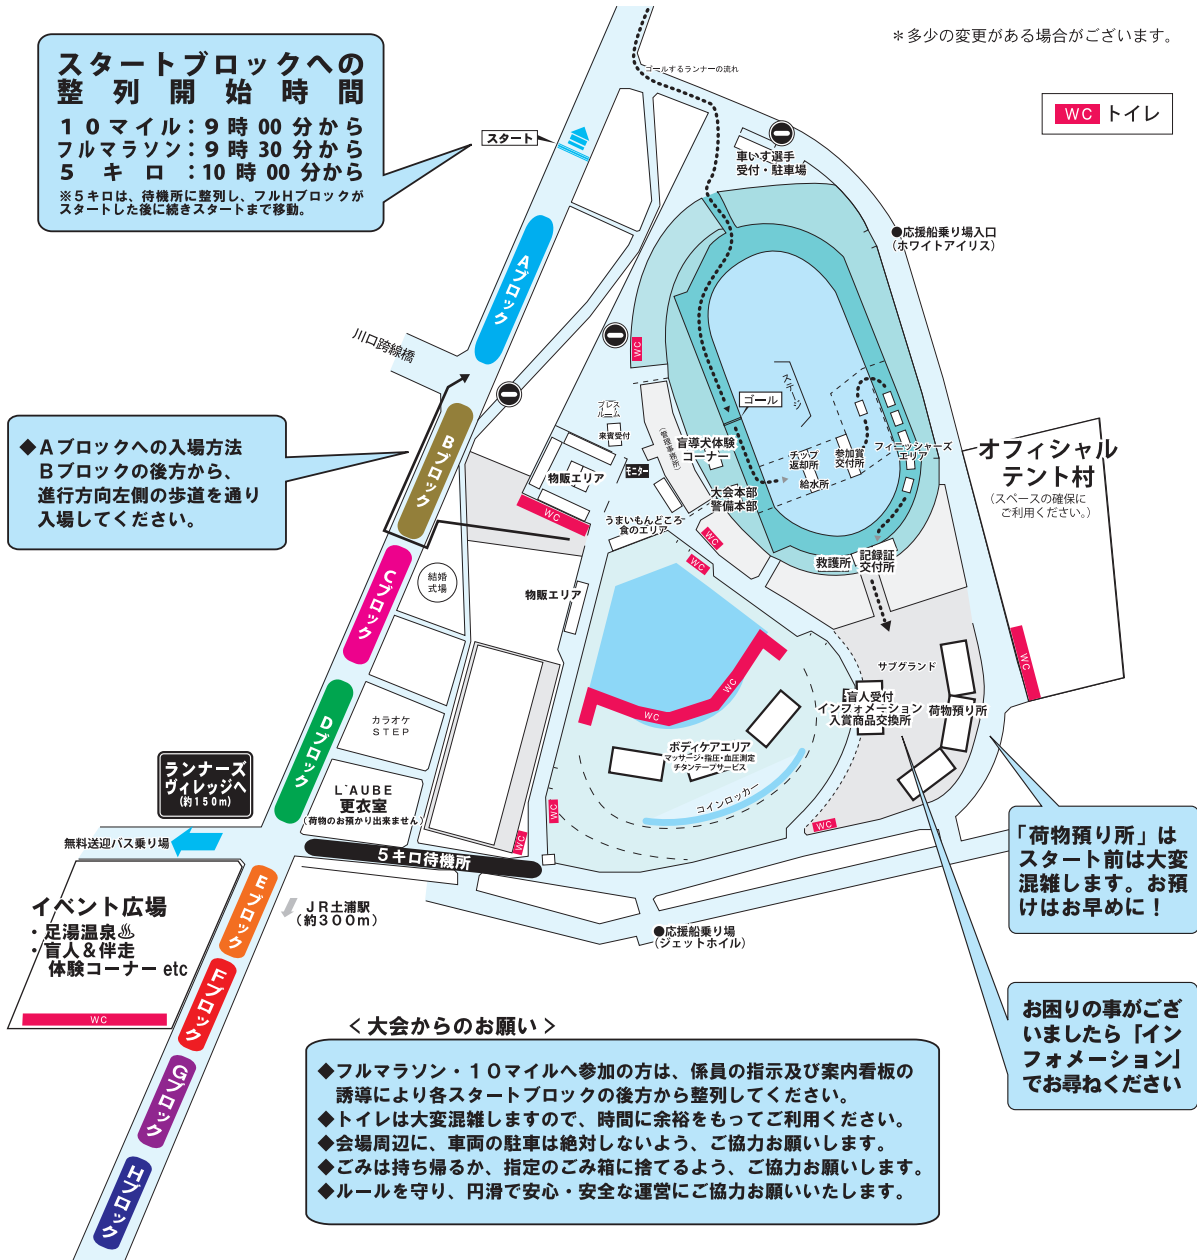 ＊多少の変更がある場合がございます。
WC トイレ
スタートブロックへの
整列開始時間
１０マイル：９時00分から
フルマラソン：９時30分から
５キロ：10時00分から
※５キロは、待機所に整列し、フルＨブロックが
スタートした後に続きスタートまで移動。
スタート
ゴールするランナーの流れ
車いす選手
受付・駐車場
●応援船乗り場入口
（ホワイトアイリス）
Ａブロック
川口跨線橋
WC
◆Ａブロックへの入場方法
Ｂブロックの後方から、
進行方向左側の歩道を通り
入場してください。
Ｂブロック
プレス
ルーム
来賓受付
（管理事務所）
盲導犬体験
コーナー
ゴール
ステージ
チップ
返却所
給水所
参加賞
交付所
フィニッシャーズ
エリア
オフィシャル
テント村
（スペースの確保に
ご利用ください。）
物販エリア
モニター
大会本部
警備本部
WC
うまいもんどころ
食のエリア
WC
WC
救護所
記録証
交付所
Ｃブロック
結婚
式場
物販エリア
WC
サブグランド
WC
WC
盲人受付
インフォメーション
入賞商品交換所
荷物預り所
Ｄブロック
カラオケ
ＳＴＥＰ
ボディケアエリア
マッサージ・指圧・血圧測定
チタンテープサービス
コインロッカー
ランナーズ
ヴィレッジへ
（約１５０ｍ）
L`AUBE
更衣室
（荷物のお預かり出来ません）
WC
WC
WC
無料送迎バス乗り場
５キロ待機所
「荷物預り所」は
スタート前は大変
混雑します。お預
けはお早めに！
Ｅブロック
ＪＲ土浦駅
（約３００ｍ）
イベント広場
・足湯温泉♨
・盲人＆伴走
体験コーナー etc
WC
●応援船乗り場
（ジェットホイル）
Ｆブロック
Ｇブロック
Ｈブロック
お困りの事がござ
いましたら「イン
フォメーション」
でお尋ねください
＜大会からのお願い＞
◆フルマラソン・１０マイルへ参加の方は、係員の指示及び案内看板の
誘導により各スタートブロックの後方から整列してください。
◆トイレは大変混雑しますので、時間に余裕をもってご利用ください。
◆会場周辺に、車両の駐車は絶対しないよう、ご協力お願いします。
◆ごみは持ち帰るか、指定のごみ箱に捨てるよう、ご協力お願いします。
◆ルールを守り、円滑で安心・安全な運営にご協力お願いいたします。